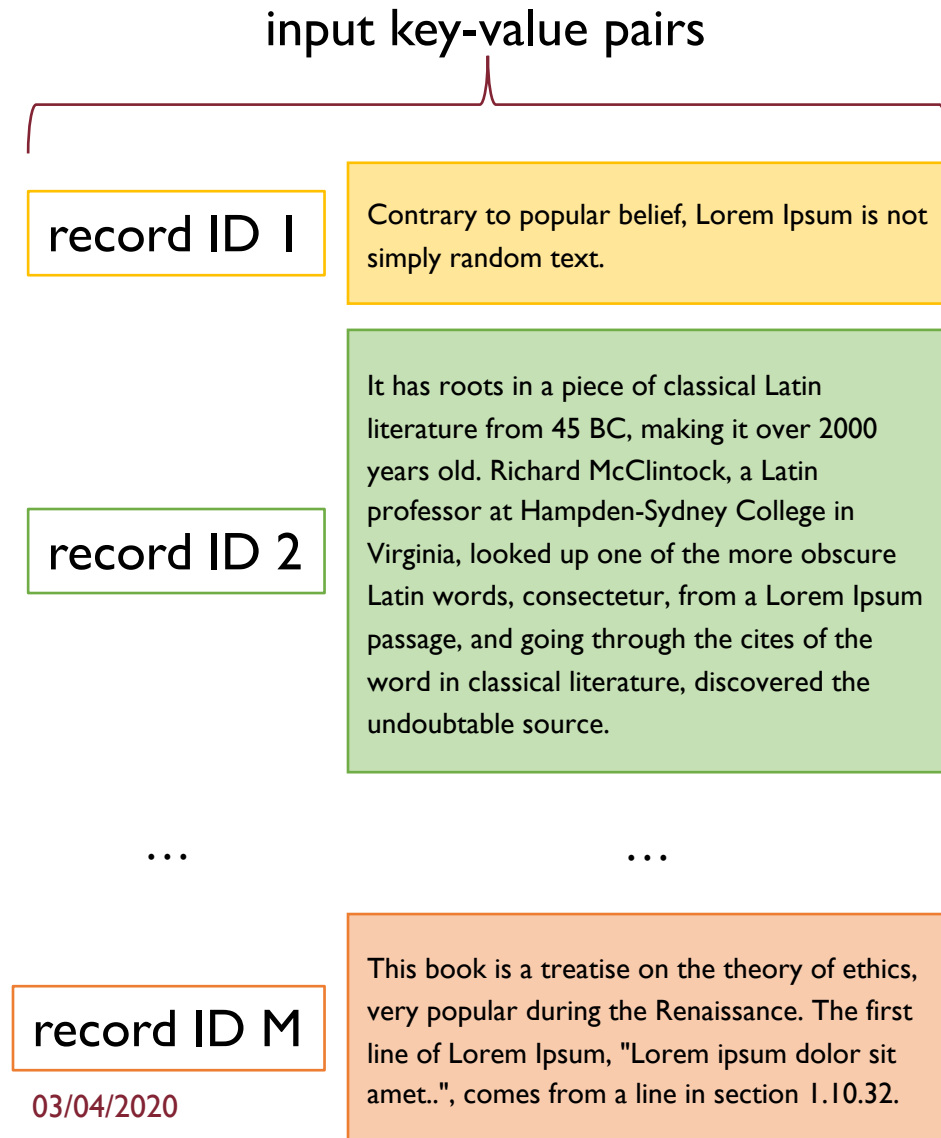 input key-value pairs
record ID 1
Contrary to popular belief, Lorem Ipsum is not
simply random text.
record ID 2
It has roots in a piece of classical Latin
literature from 45 BC, making it over 2000
years old. Richard McClintock, a Latin
professor at Hampden-Sydney College in
Virginia, looked up one of the more obscure
Latin words, consectetur, from a Lorem Ipsum
passage, and going through the cites of the
word in classical literature, discovered the
undoubtable source.
… …
record ID M
This book is a treatise on the theory of ethics,
very popular during the Renaissance. The first
line of Lorem Ipsum, "Lorem ipsum dolor sit
amet..", comes from a line in section 1.10.32.
03/04/2020